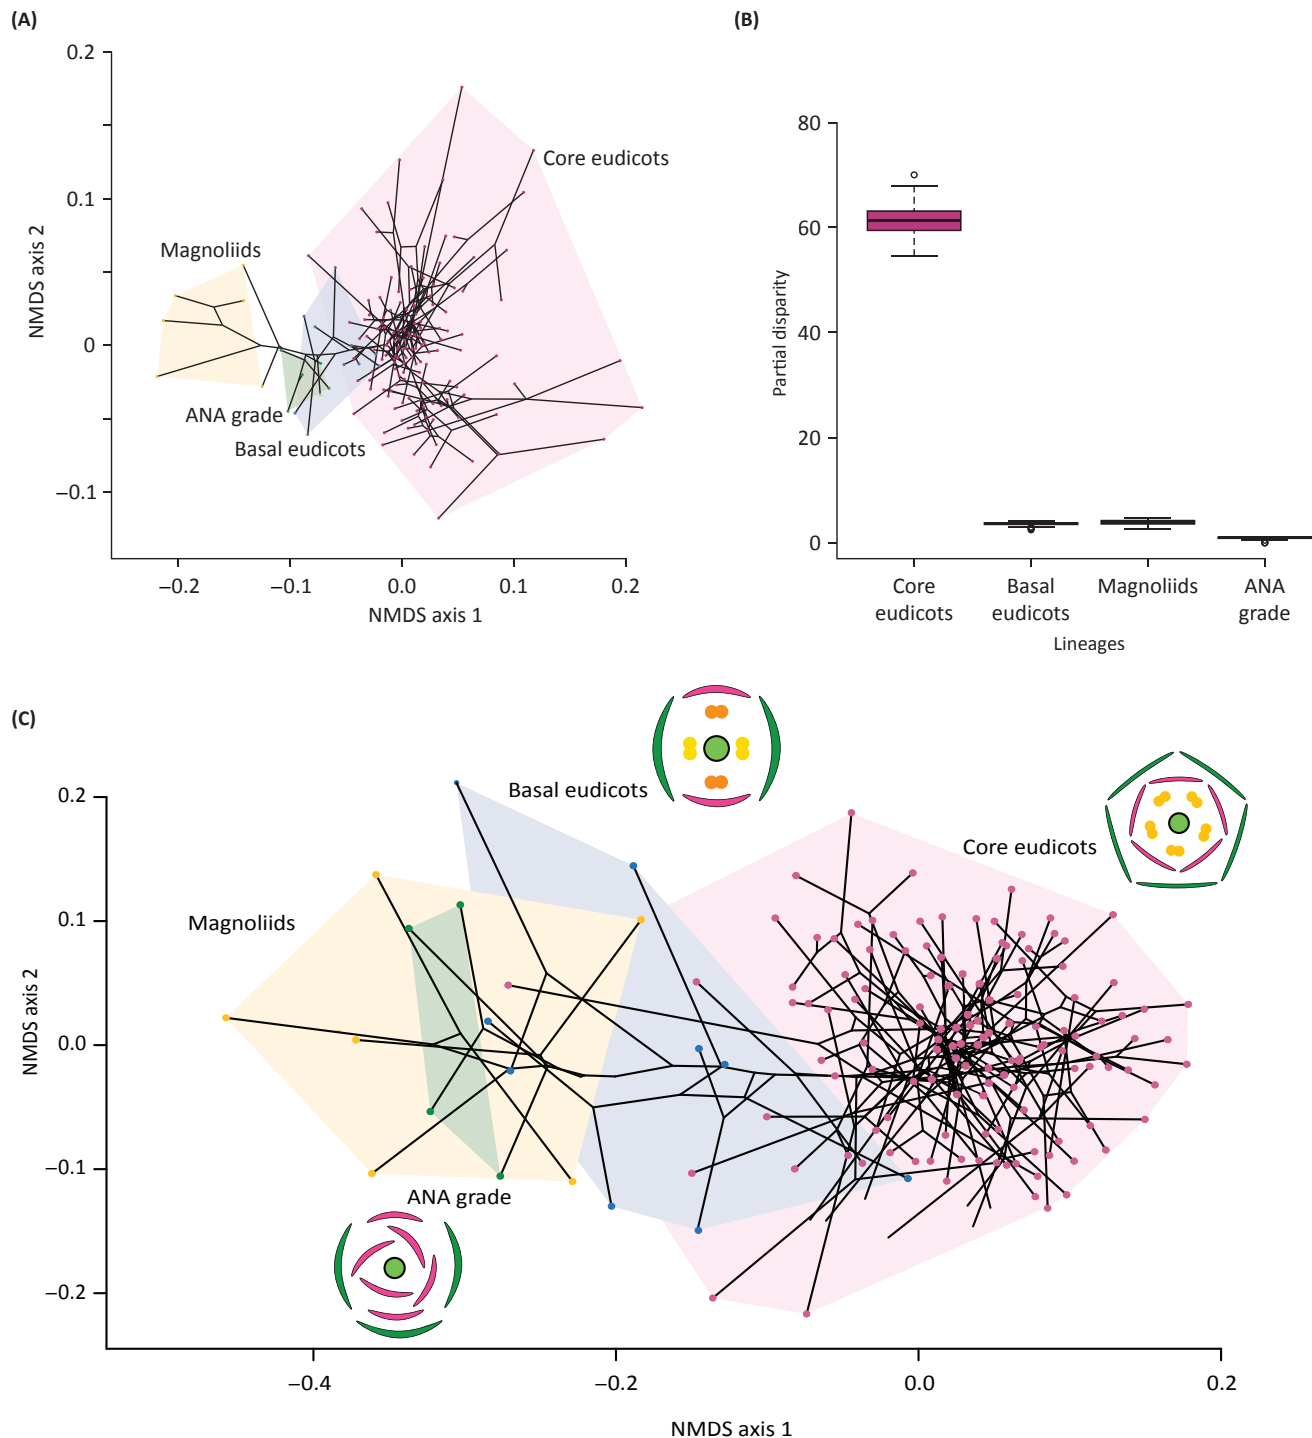 (A)
0.2
0.1
0
–0.1
NMDS axis 2
Magnoliids
Core eudicots
ANA grade
Basal eudicots
–0.2
–0.1
0.0
0.1
0.2
NMDS axis 1
(B)
80
60
40
20
0
Partial disparity
Core
eudicots
Basal
eudicots
Magnoliids
ANA
grade
Lineages
(C)
0.2
0.1
0.0
–0.1
–0.2
NMDS axis 2
Basal eudicots
Core eudicots
Magnoliids
ANA grade
–0.4
–0.2
0.0
0.2
NMDS axis 1